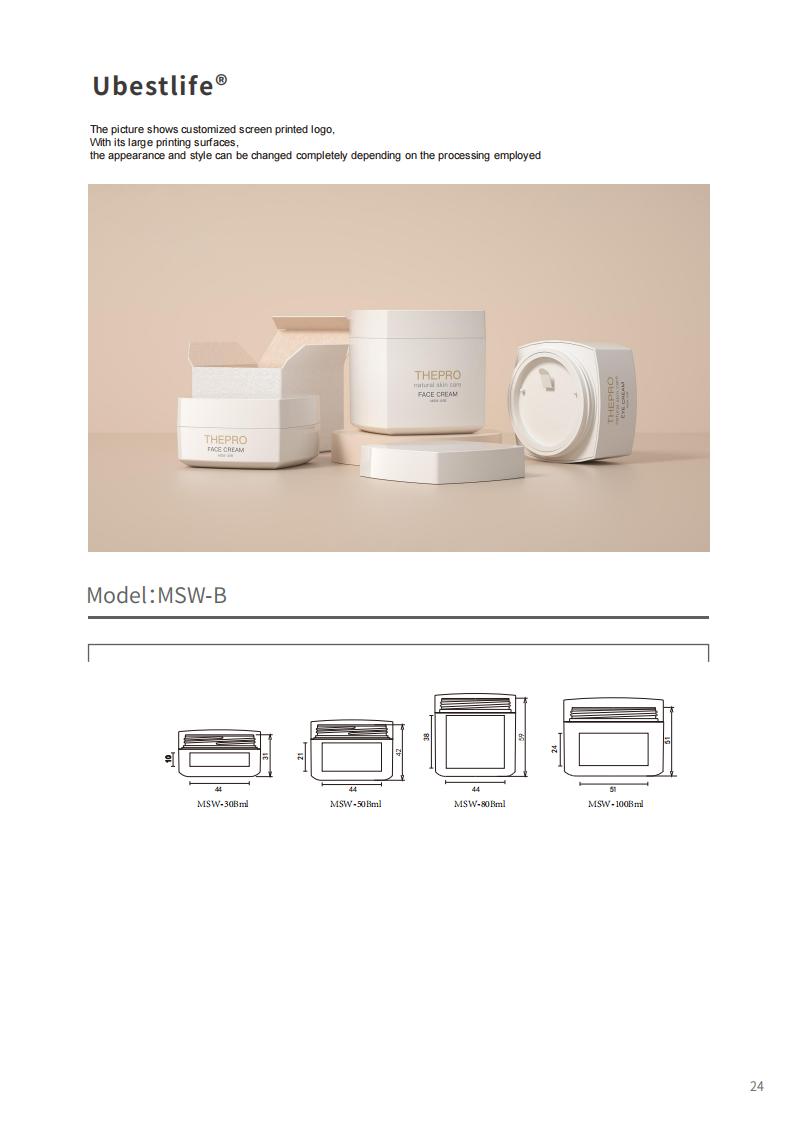 Ubestlife®
The picture shows customized screen printed logo,
With its large printing surfaces,
the appearance and style can be changed completely depending on the processing employed
THEPRO
FACE CREAM
THEPRO
natural skin care
FACE CREAM
THEPRO
natural skin care
EYE CREAM
Model:MSW-B
10
31
44
MSW-30Bml
21
42
44
MSW-50Bml
38
59
44
MSW-80Bml
24
51
51
MSW-100Bml
24